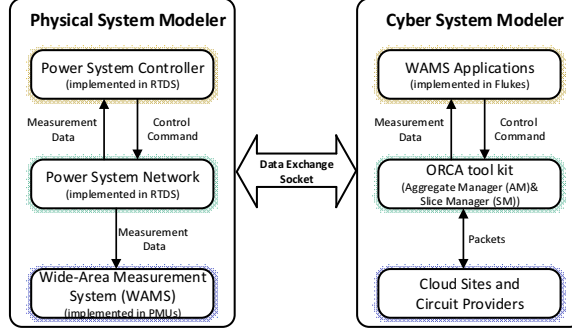 Physical System Modeler
Power System Controller
(implemented in RTDS)
Measurement
Data
Control
Command
Power System Network
(implemented in RTDS)
Measurement
Data
Wide-Area Measurement
System (WAMS)
(implemented in PMUs)
Data Exchange
Socket
Cyber System Modeler
WAMS Applications
(implemented in Flukes)
Measurement
Data
Control
Command
ORCA tool kit
(Aggregate Manager (AM)&
Slice Manager (SM))
Packets
Cloud Sites and
Circuit Providers